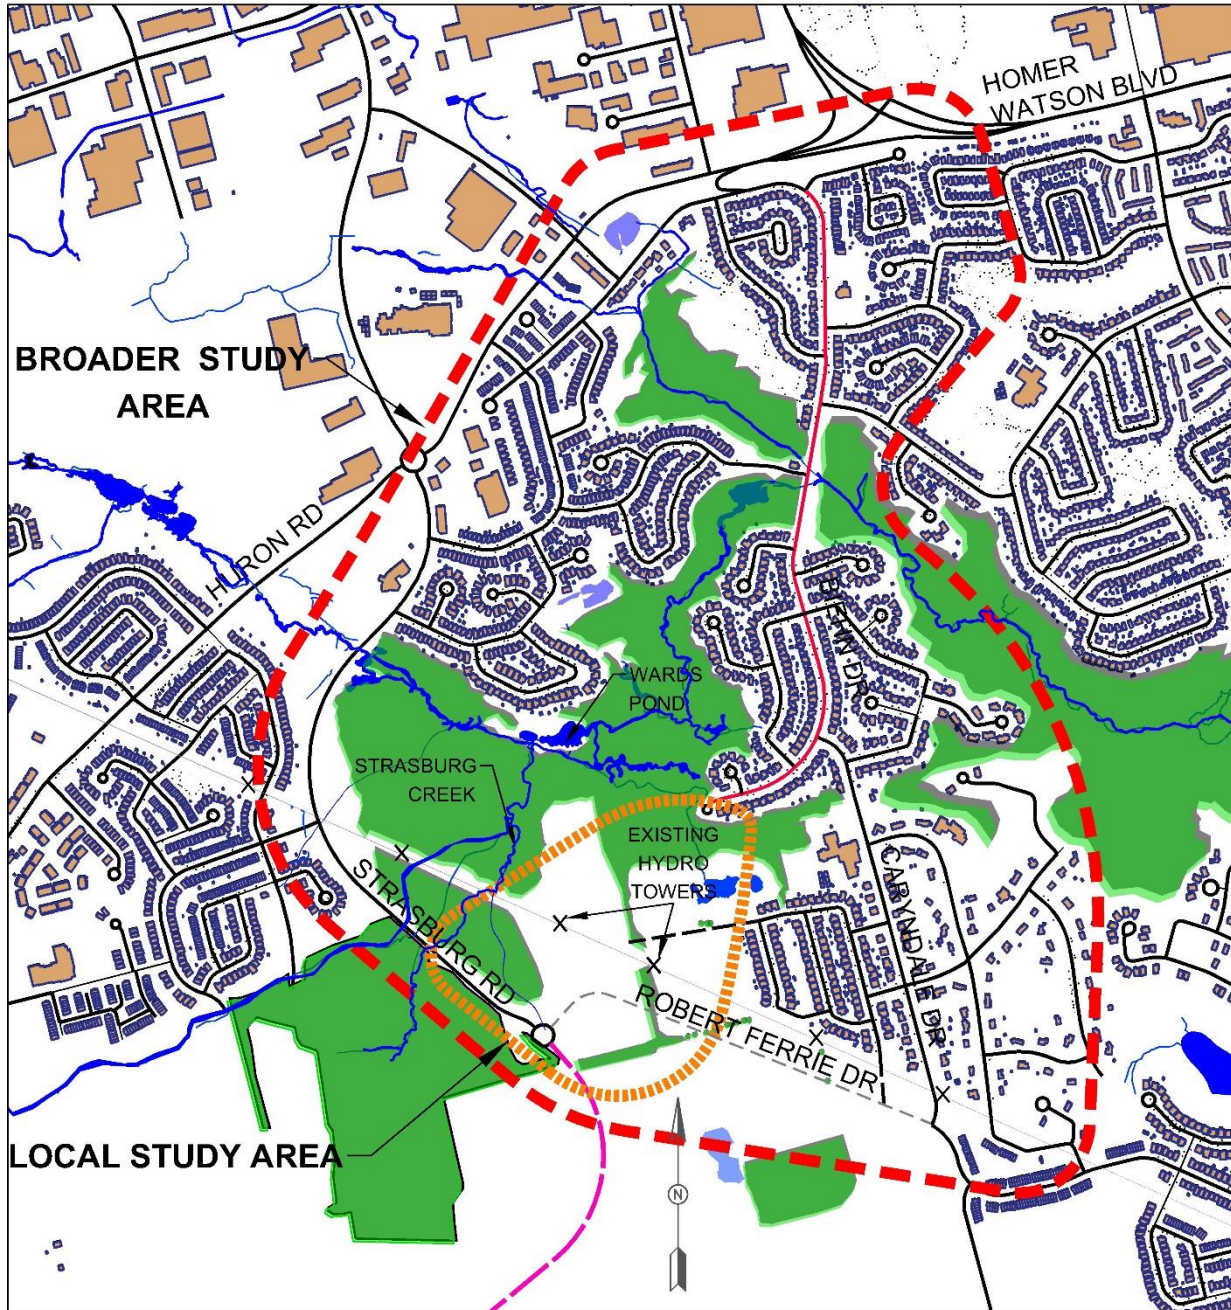 HOMER
WATSON BLVD
BROADER STUDY
AREA
HURON RD
BIEHN DR
WARDS
POND
STRASBURG
CREEK
EXISTING
HYDRO
TOWERS
STRASBURG RD
CARYNDALE DR
ROBERT FERRIE DR
LOCAL STUDY AREA
N